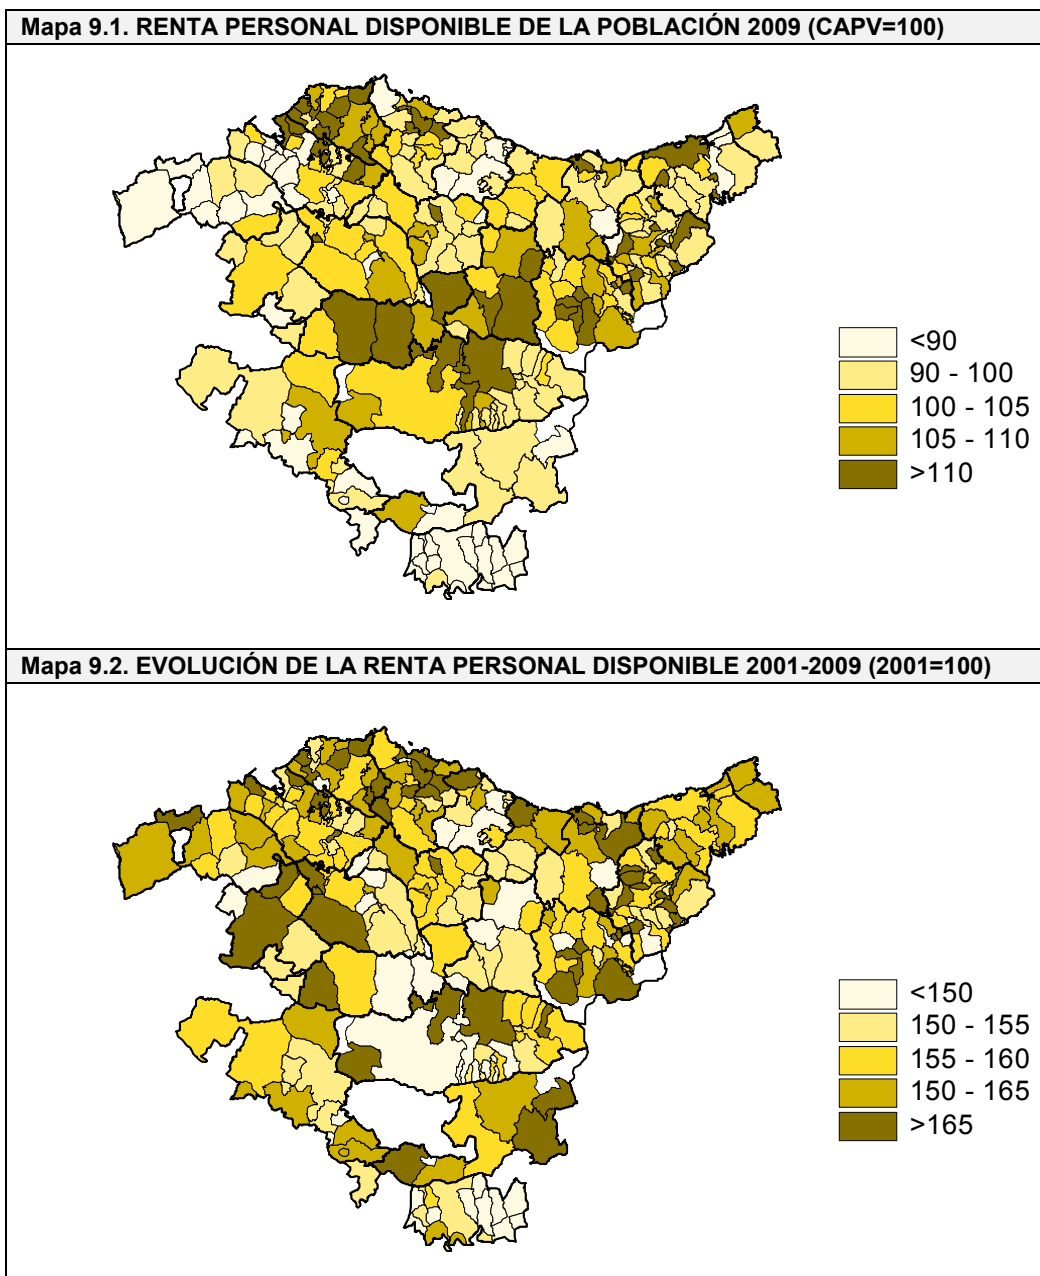 Mapa 9.1. RENTA PERSONAL DISPONIBLE DE LA POBLACIÓN 2009 (CAPV=100)
<90
90 - 100
100 - 105
105 - 110
>110
Mapa 9.2. EVOLUCIÓN DE LA RENTA PERSONAL DISPONIBLE 2001-2009 (2001=100)
<150
150 - 155
155 - 160
150 - 165
>165